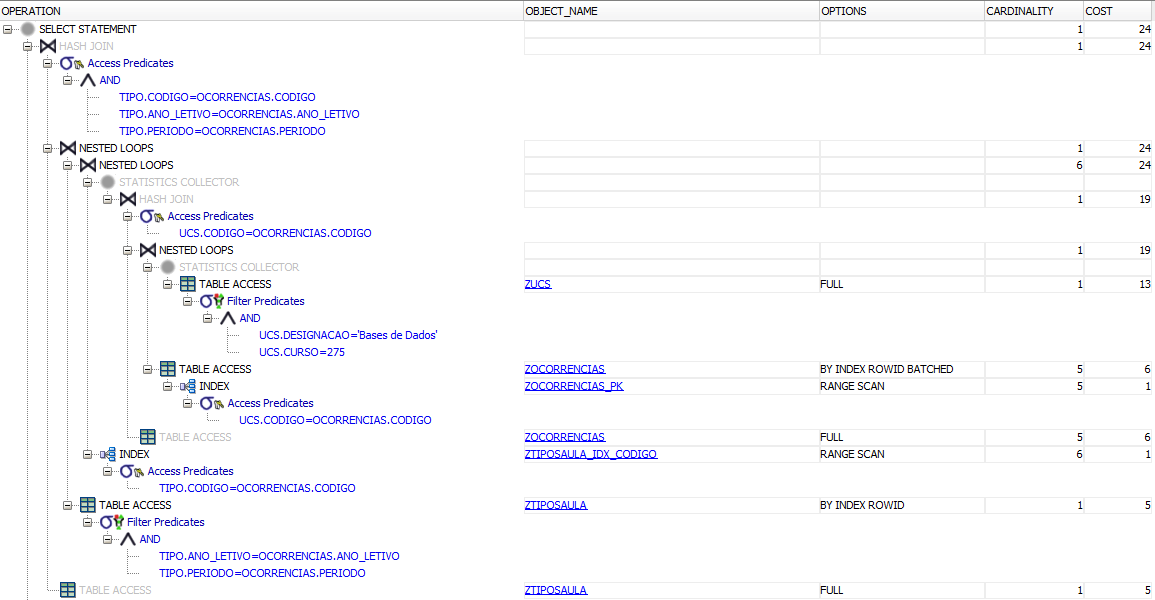 OPERATION OBJECT_NAME OPTIONS CARDINALITY COST
SELECT STATEMENT 1 24
HASH JOIN 1 24
Access Predicates
AND
TIPO.CODIGO=OCORRENCIAS.CODIGO
TIPO.ANO_LETIVO=OCORRENCIAS.ANO_LETIVO
TIPO.PERIODO=OCORRENCIAS.PERIODO
NESTED LOOPS 1 24
NESTED LOOPS 6 24
STATISTICS COLLECTOR
HASH JOIN 1 19
Access Predicates
UCS.CODIGO=OCORRENCIAS.CODIGO
NESTED LOOPS 1 19
STATISTICS COLLECTOR
TABLE ACCESS ZUCS FULL 1 13
Filter Predicates
AND
UCS.DESIGNACAO='Bases de Dados'
UCS.CURSO=275
TABLE ACCESS ZOCORRENCIAS BY INDEX ROWID BATCHED 5 6
INDEX ZOCORRENCIAS_PK RANGE SCAN 5 1
Access Predicates
UCS.CODIGO=OCORRENCIAS.CODIGO
TABLE ACCESS ZOCORRENCIAS FULL 5 6
INDEX ZTIPOSAULA_IDX_CODIGO RANGE SCAN 6 1
Access Predicates
TIPO.CODIGO=OCORRENCIAS.CODIGO
TABLE ACCESS ZTIPOSAULA BY INDEX ROWID 1 5
Filter Predicates
AND
TIPO.ANO_LETIVO=OCORRENCIAS.ANO_LETIVO
TIPO.PERIODO=OCORRENCIAS.PERIODO
TABLE ACCESS ZTIPOSAULA FULL 1 5